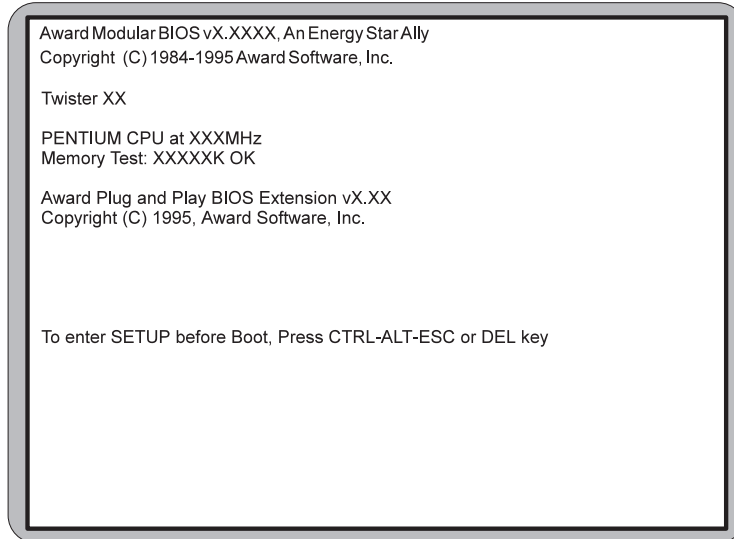 Award Modular BIOS vX.XXXX, An Energy Star Ally
Copyright (C) 1984-1995 Award Software, Inc.
Twister XX
PENTIUM CPU at XXXMHz
Memory Test: XXXXXK OK
Award Plug and Play BIOS Extension vX.XX
Copyright (C) 1995, Award Software, Inc.
To enter SETUP before Boot, Press CTRL-ALT-ESC or DEL key